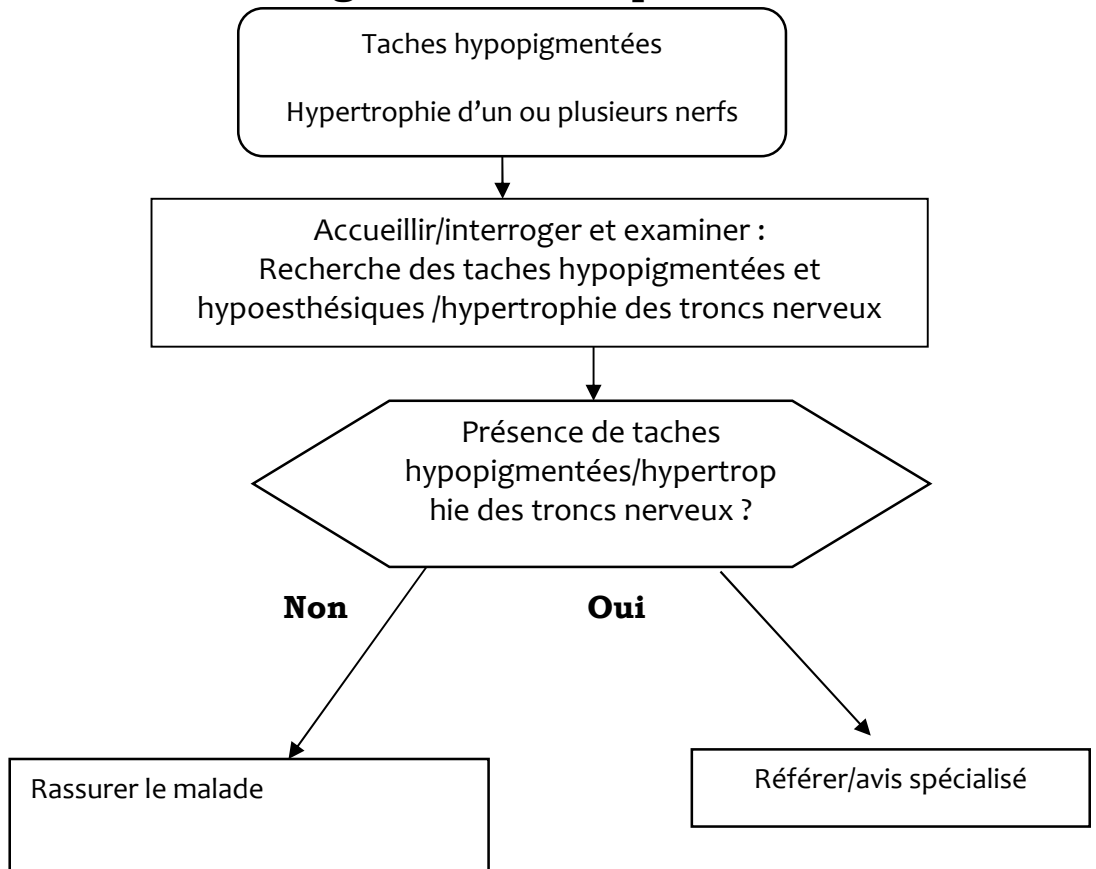 Taches hypopigmentées
Hypertrophie d'un ou plusieurs nerfs
Accueillir/interroger et examiner :
Recherche des taches hypopigmentées et
hypoesthésiques /hypertrophie des troncs nerveux
Présence de taches
hypopigmentées/hypertrop
hie des troncs nerveux ?
Non
Oui
Rassurer le malade
Référer/avis spécialisé